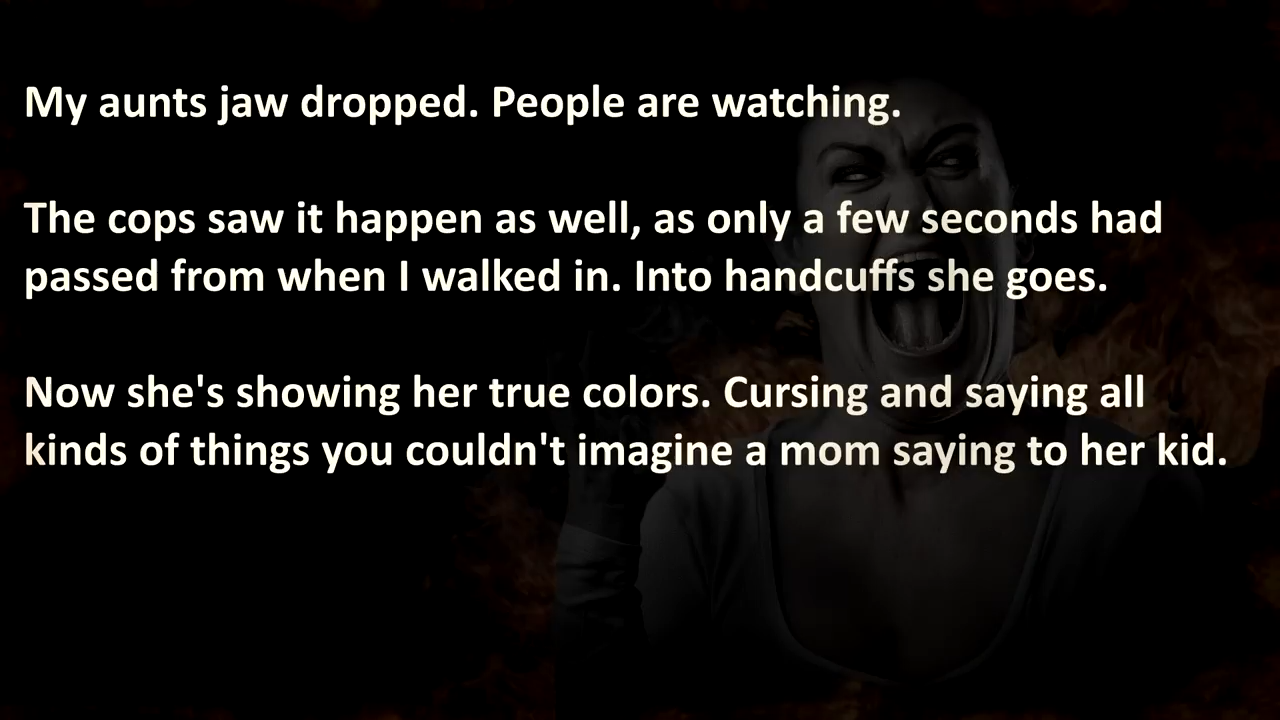 My aunts jaw dropped. People are watching.
The cops saw it happen as well, as only a few seconds had
passed from when I walked in. Into handcuffs she goes.
Now she's showing her true colors. Cursing and saying all
kinds of things you couldn't imagine a mom saying to her kid.